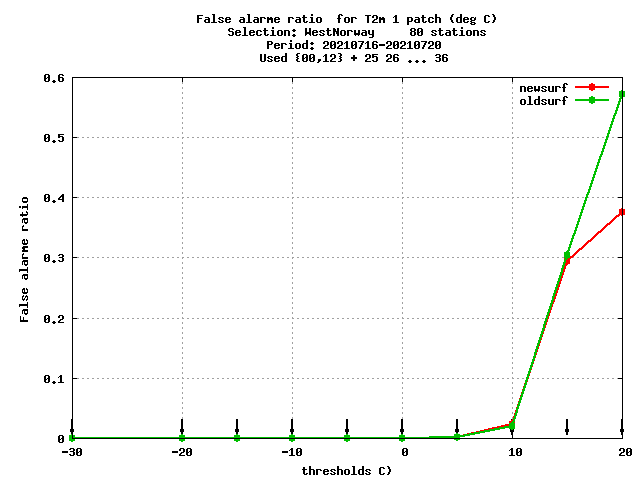 False alarme ratio  for T2m 1 patch (deg C)
Selection: WestNorway     80 stations
Period: 20210716-20210720
Used {00,12} + 25 26 ... 36
newsurf
oldsurf
0.6
0.5
0.4
0.3
0.2
0.1
0
False alarme ratio
-30 -20 -10 0 10 20
thresholds C)